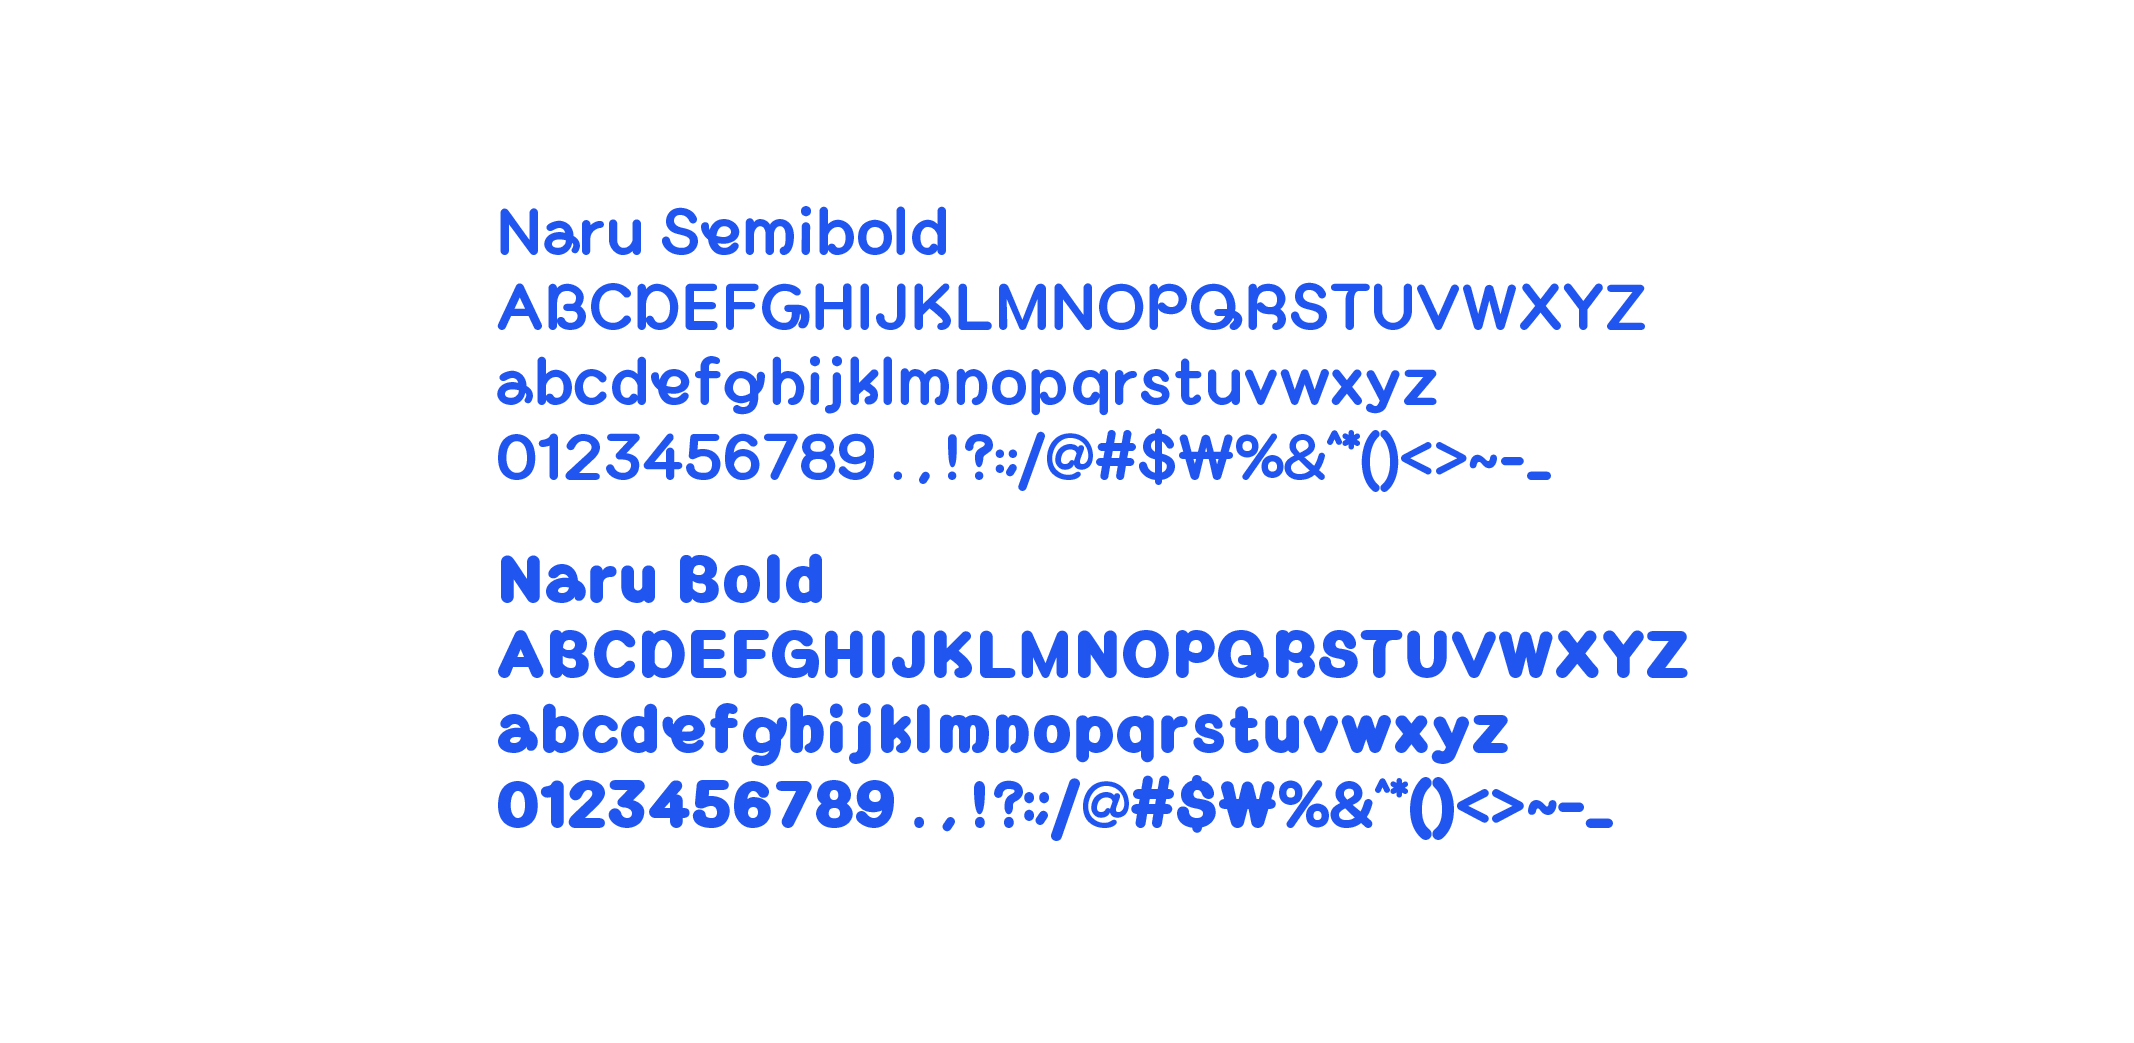 Naru Semibold
ABCDEFGHIJKLMNOPQRSTUVWXYZ
abcdefghijklmnopqrstuvwxyz
0123456789 . , !?:;/@#$₩%&^*()<>~-_
Naru Bold
ABCDEFGHIJKLMNOPQRSTUVWXYZ
abcdefghijklmnopqrstuvwxyz
0123456789 . , !?:;/@#$₩%&^*()<>~-_